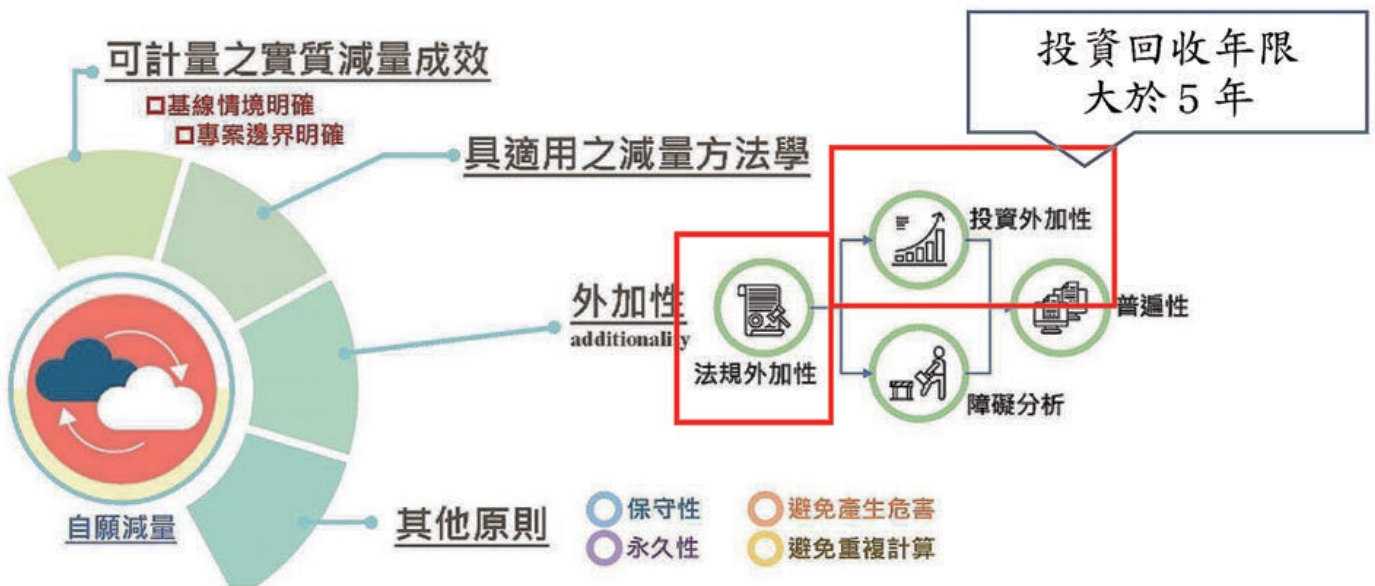 可計量之實質減量成效
基線情境明確
專案邊界明確
具適用之減量方法學
投資回收年限
大於5年
外加性
additionality
法規外加性
投資外加性
障礙分析
普遍性
自願減量
其他原則
保守性
避免產生危害
永久性
避免重複計算